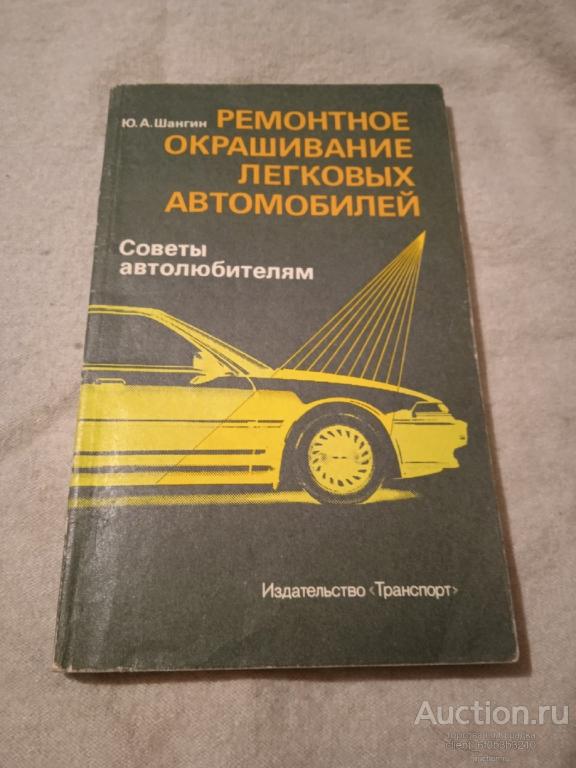 Ю.А.Шангин
РЕМОНТНОЕ
ОКРАШИВАНИЕ
ЛЕГКОВЫХ
АВТОМОБИЛЕЙ
Советы
автолюбителям
Издательство «Транспорт»
Auction.ru